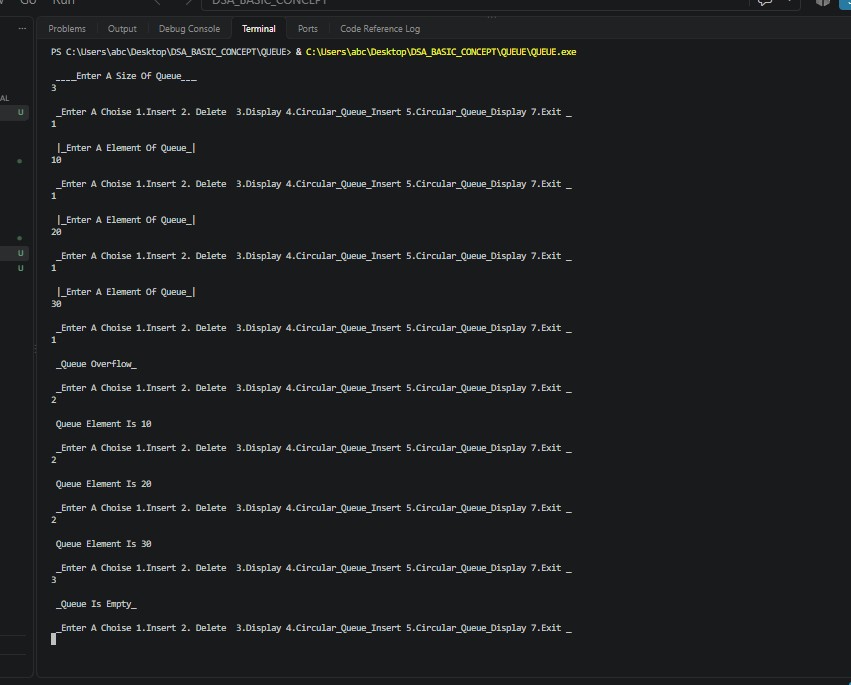 Go Run DSA_BASIC_CONCEPT
... Problems Output Debug Console Terminal Ports Code Reference Log
PS C:\Users\abc\Desktop\DSA_BASIC_CONCEPT\QUEUE> & C:\Users\abc\Desktop\DSA_BASIC_CONCEPT\QUEUE\QUEUE.exe
____Enter A Size Of Queue___
3
AL
_Enter A Choise 1.Insert 2. Delete  3.Display 4.Circular_Queue_Insert 5.Circular_Queue_Display 7.Exit _
U
1
|_Enter A Element Of Queue_|
10
_Enter A Choise 1.Insert 2. Delete  3.Display 4.Circular_Queue_Insert 5.Circular_Queue_Display 7.Exit _
1
|_Enter A Element Of Queue_|
20
_Enter A Choise 1.Insert 2. Delete  3.Display 4.Circular_Queue_Insert 5.Circular_Queue_Display 7.Exit _
U
1
U
|_Enter A Element Of Queue_|
30
_Enter A Choise 1.Insert 2. Delete  3.Display 4.Circular_Queue_Insert 5.Circular_Queue_Display 7.Exit _
1
_Queue Overflow_
_Enter A Choise 1.Insert 2. Delete  3.Display 4.Circular_Queue_Insert 5.Circular_Queue_Display 7.Exit _
2
Queue Element Is 10
_Enter A Choise 1.Insert 2. Delete  3.Display 4.Circular_Queue_Insert 5.Circular_Queue_Display 7.Exit _
2
Queue Element Is 20
_Enter A Choise 1.Insert 2. Delete  3.Display 4.Circular_Queue_Insert 5.Circular_Queue_Display 7.Exit _
2
Queue Element Is 30
_Enter A Choise 1.Insert 2. Delete  3.Display 4.Circular_Queue_Insert 5.Circular_Queue_Display 7.Exit _
3
_Queue Is Empty_
_Enter A Choise 1.Insert 2. Delete  3.Display 4.Circular_Queue_Insert 5.Circular_Queue_Display 7.Exit _